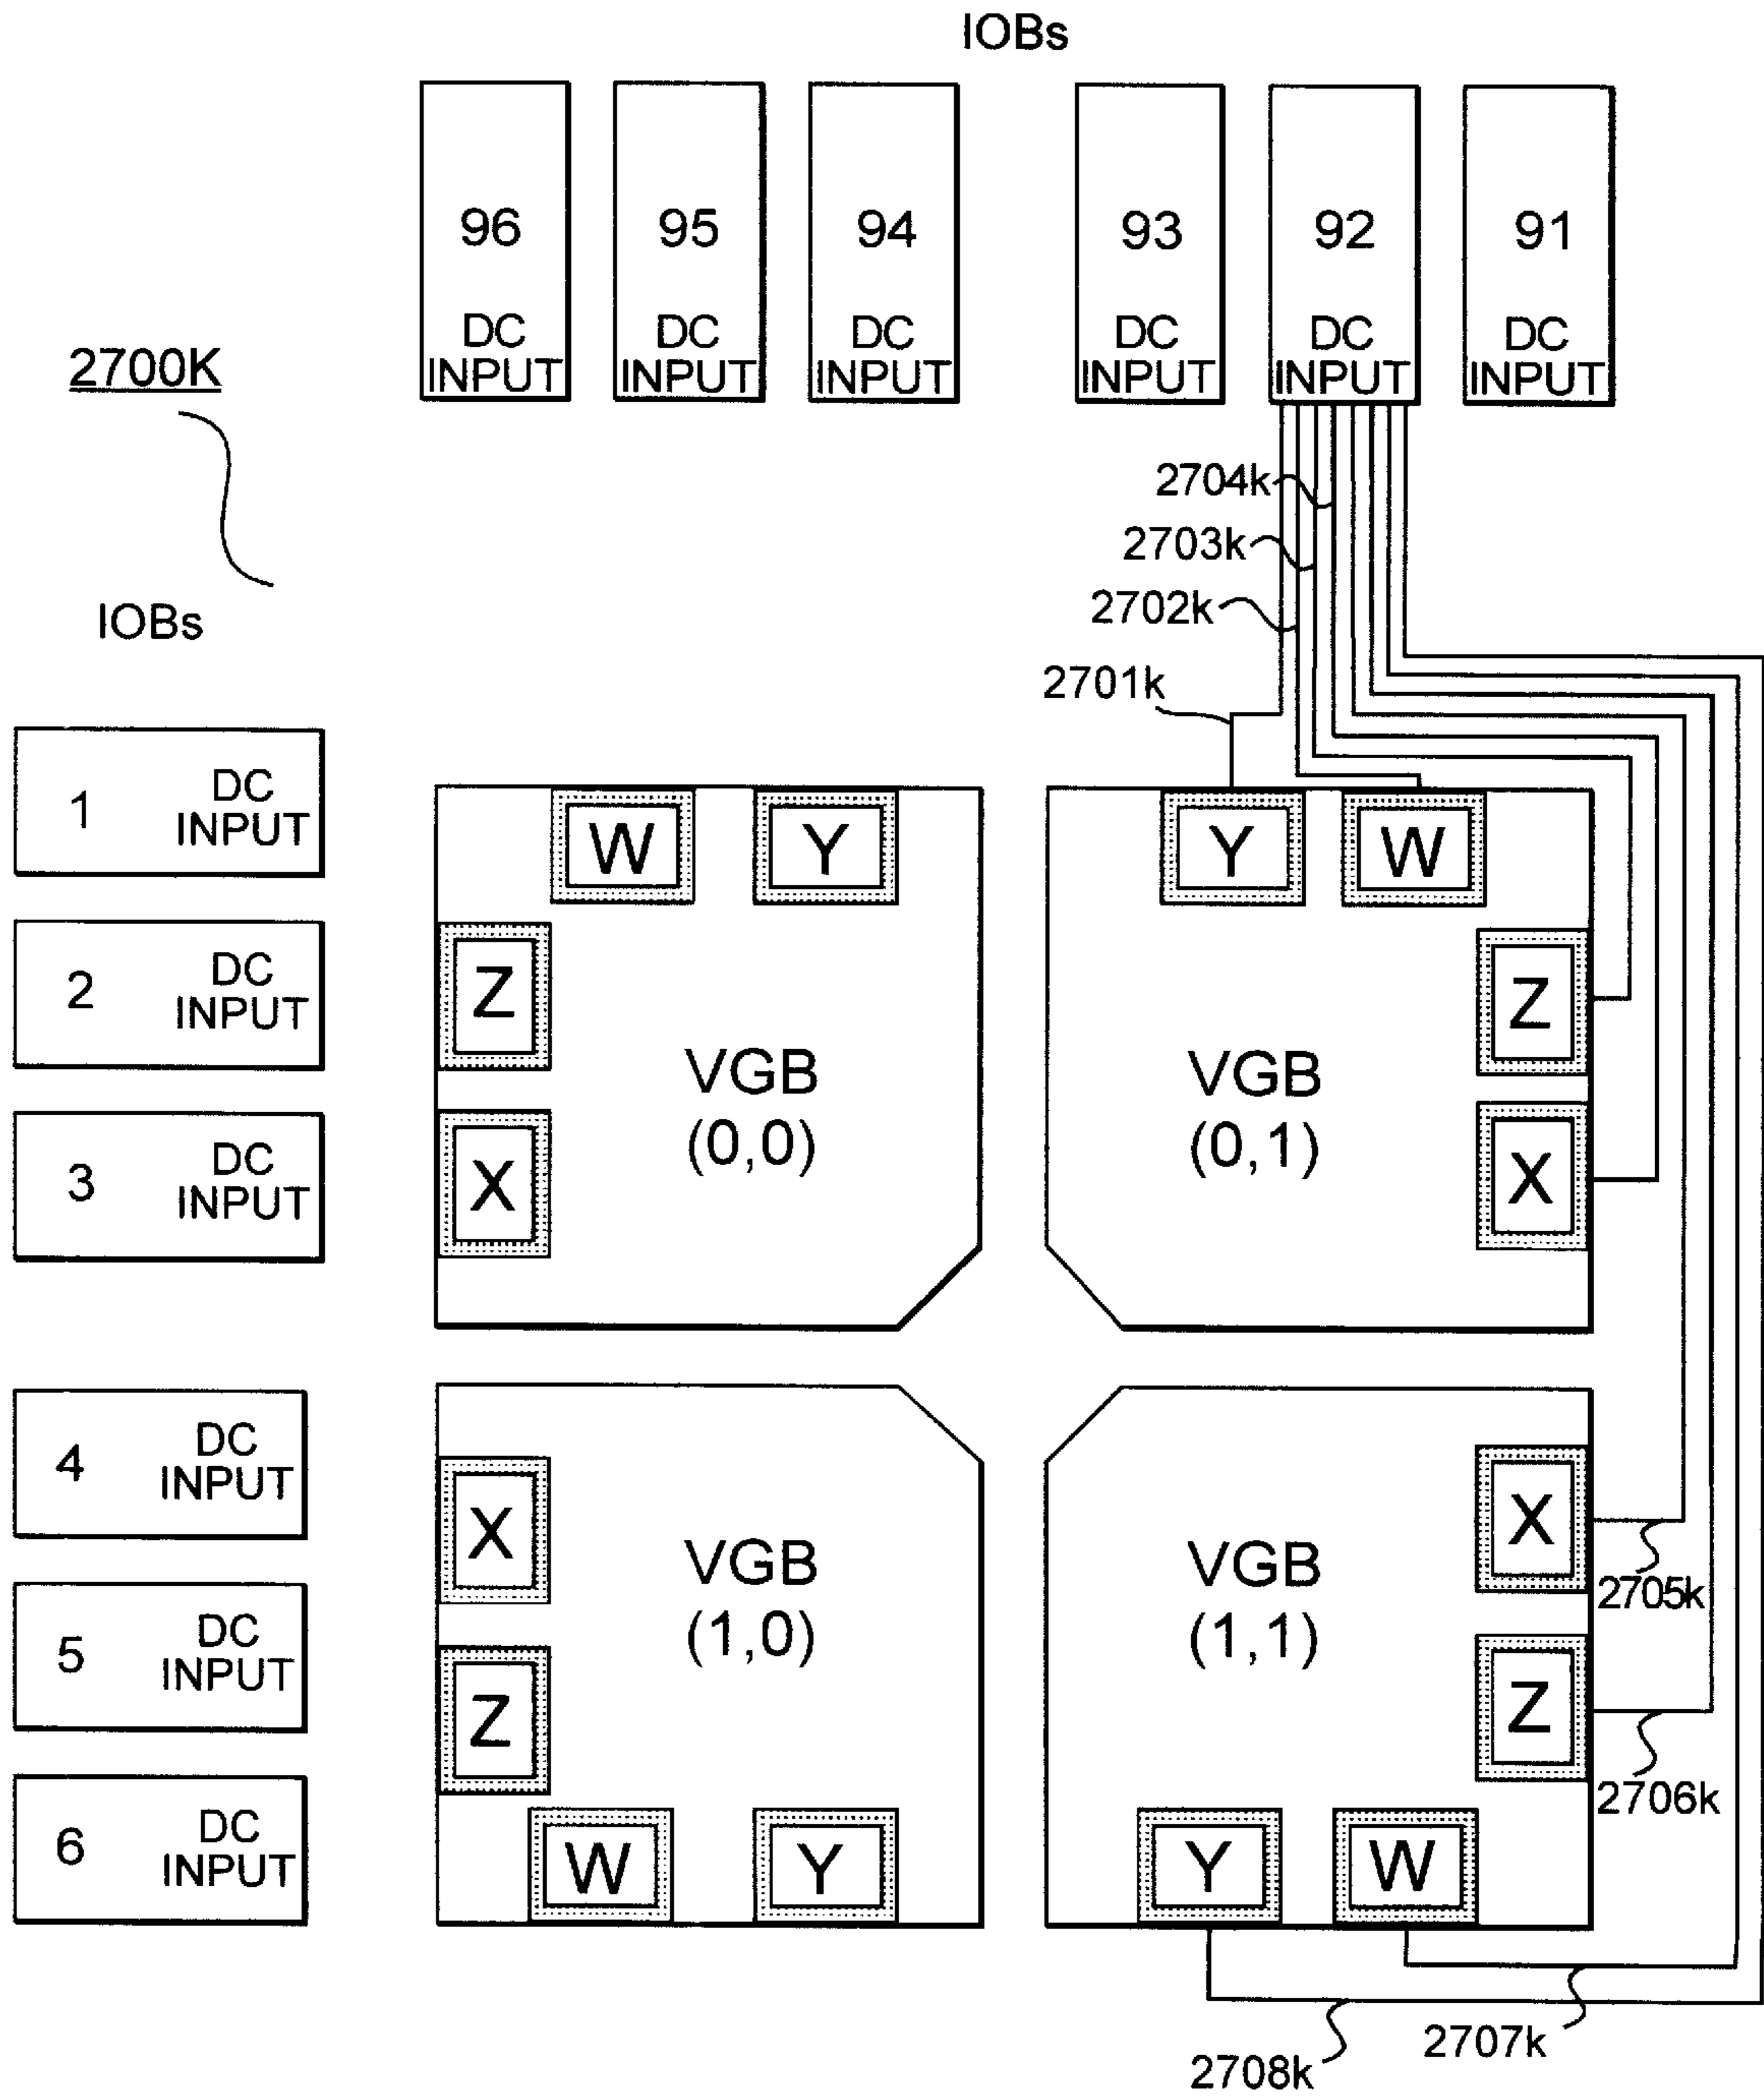 IOBs
96 95 94 93 92 91
DC DC DC DC DC DC
INPUT INPUT INPUT INPUT INPUT INPUT
2700K
2704k
2703k
2702k
2701k
IOBs
1 DC
INPUT
2 DC
INPUT
3 DC
INPUT
4 DC
INPUT
5 DC
INPUT
6 DC
INPUT
W Y
Z
X
VGB
(0,0)
Y W
Z
X
VGB
(0,1)
X
Z
W Y
VGB
(1,0)
X
Z
Y W
VGB
(1,1)
2705k
2706k
2707k
2708k